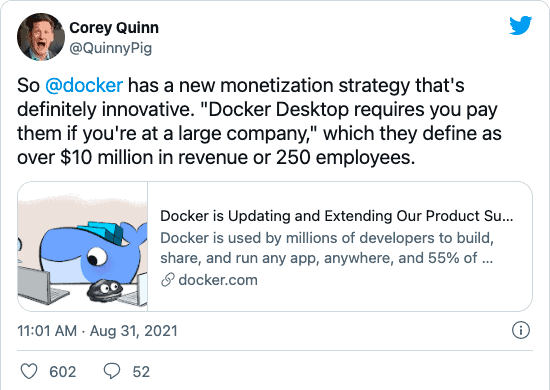 Corey Quinn
@QuinnyPig
So @docker has a new monetization strategy that's
definitely innovative. "Docker Desktop requires you pay
them if you're at a large company," which they define as
over $10 million in revenue or 250 employees.
Docker is Updating and Extending Our Product Su...
Docker is used by millions of developers to build,
share, and run any app, anywhere, and 55% of ...
docker.com
11:01 AM · Aug 31, 2021
602 52